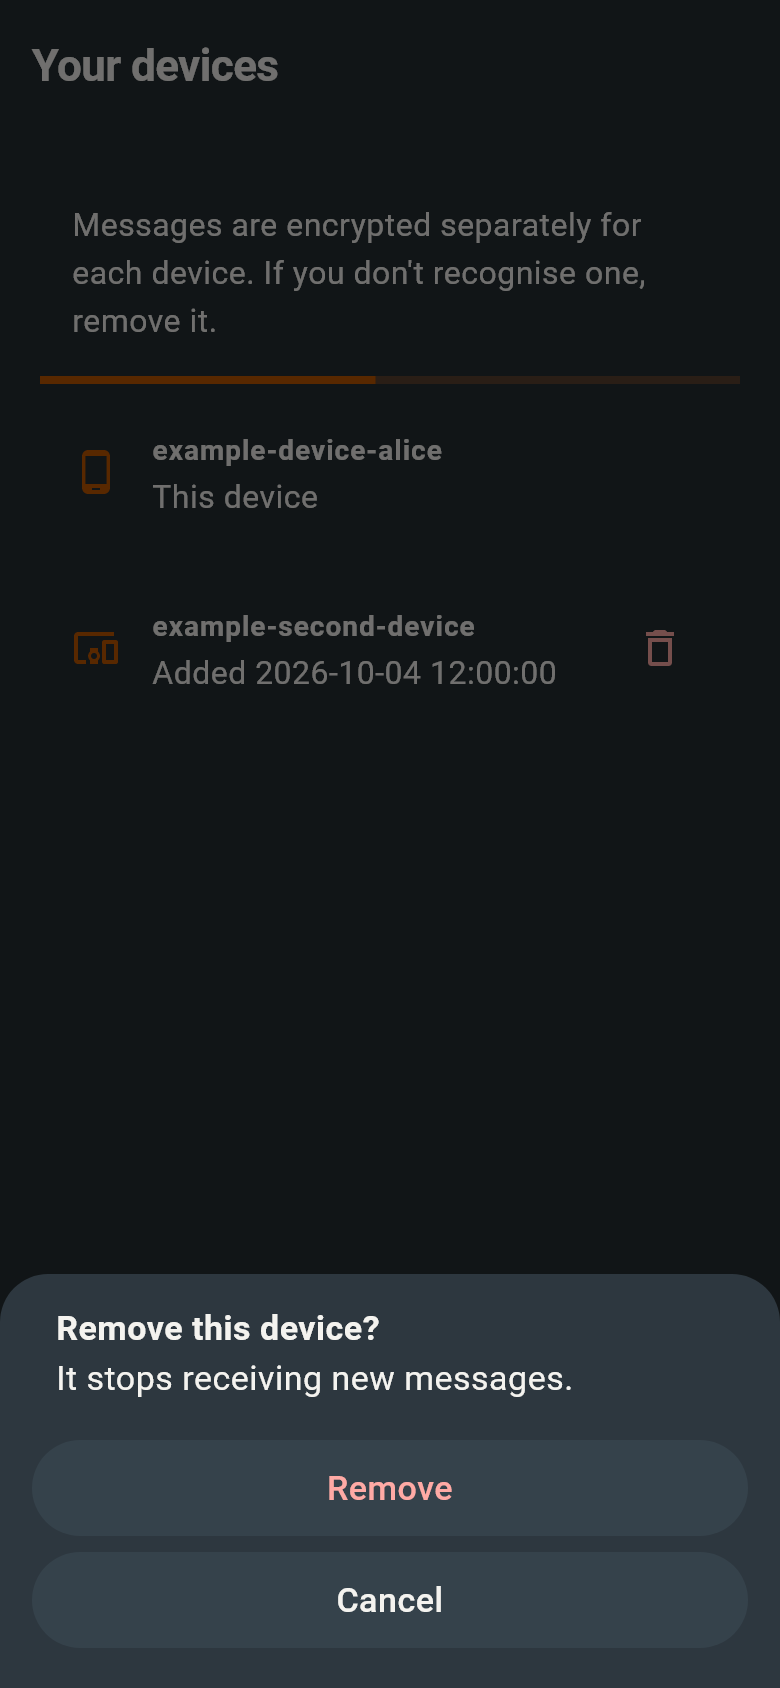 Your devices
Messages are encrypted separately for
each device. If you don't recognise one,
remove it.
example-device-alice
This device
example-second-device
Added 2026-10-04 12:00:00
Remove this device?
It stops receiving new messages.
Remove
Cancel